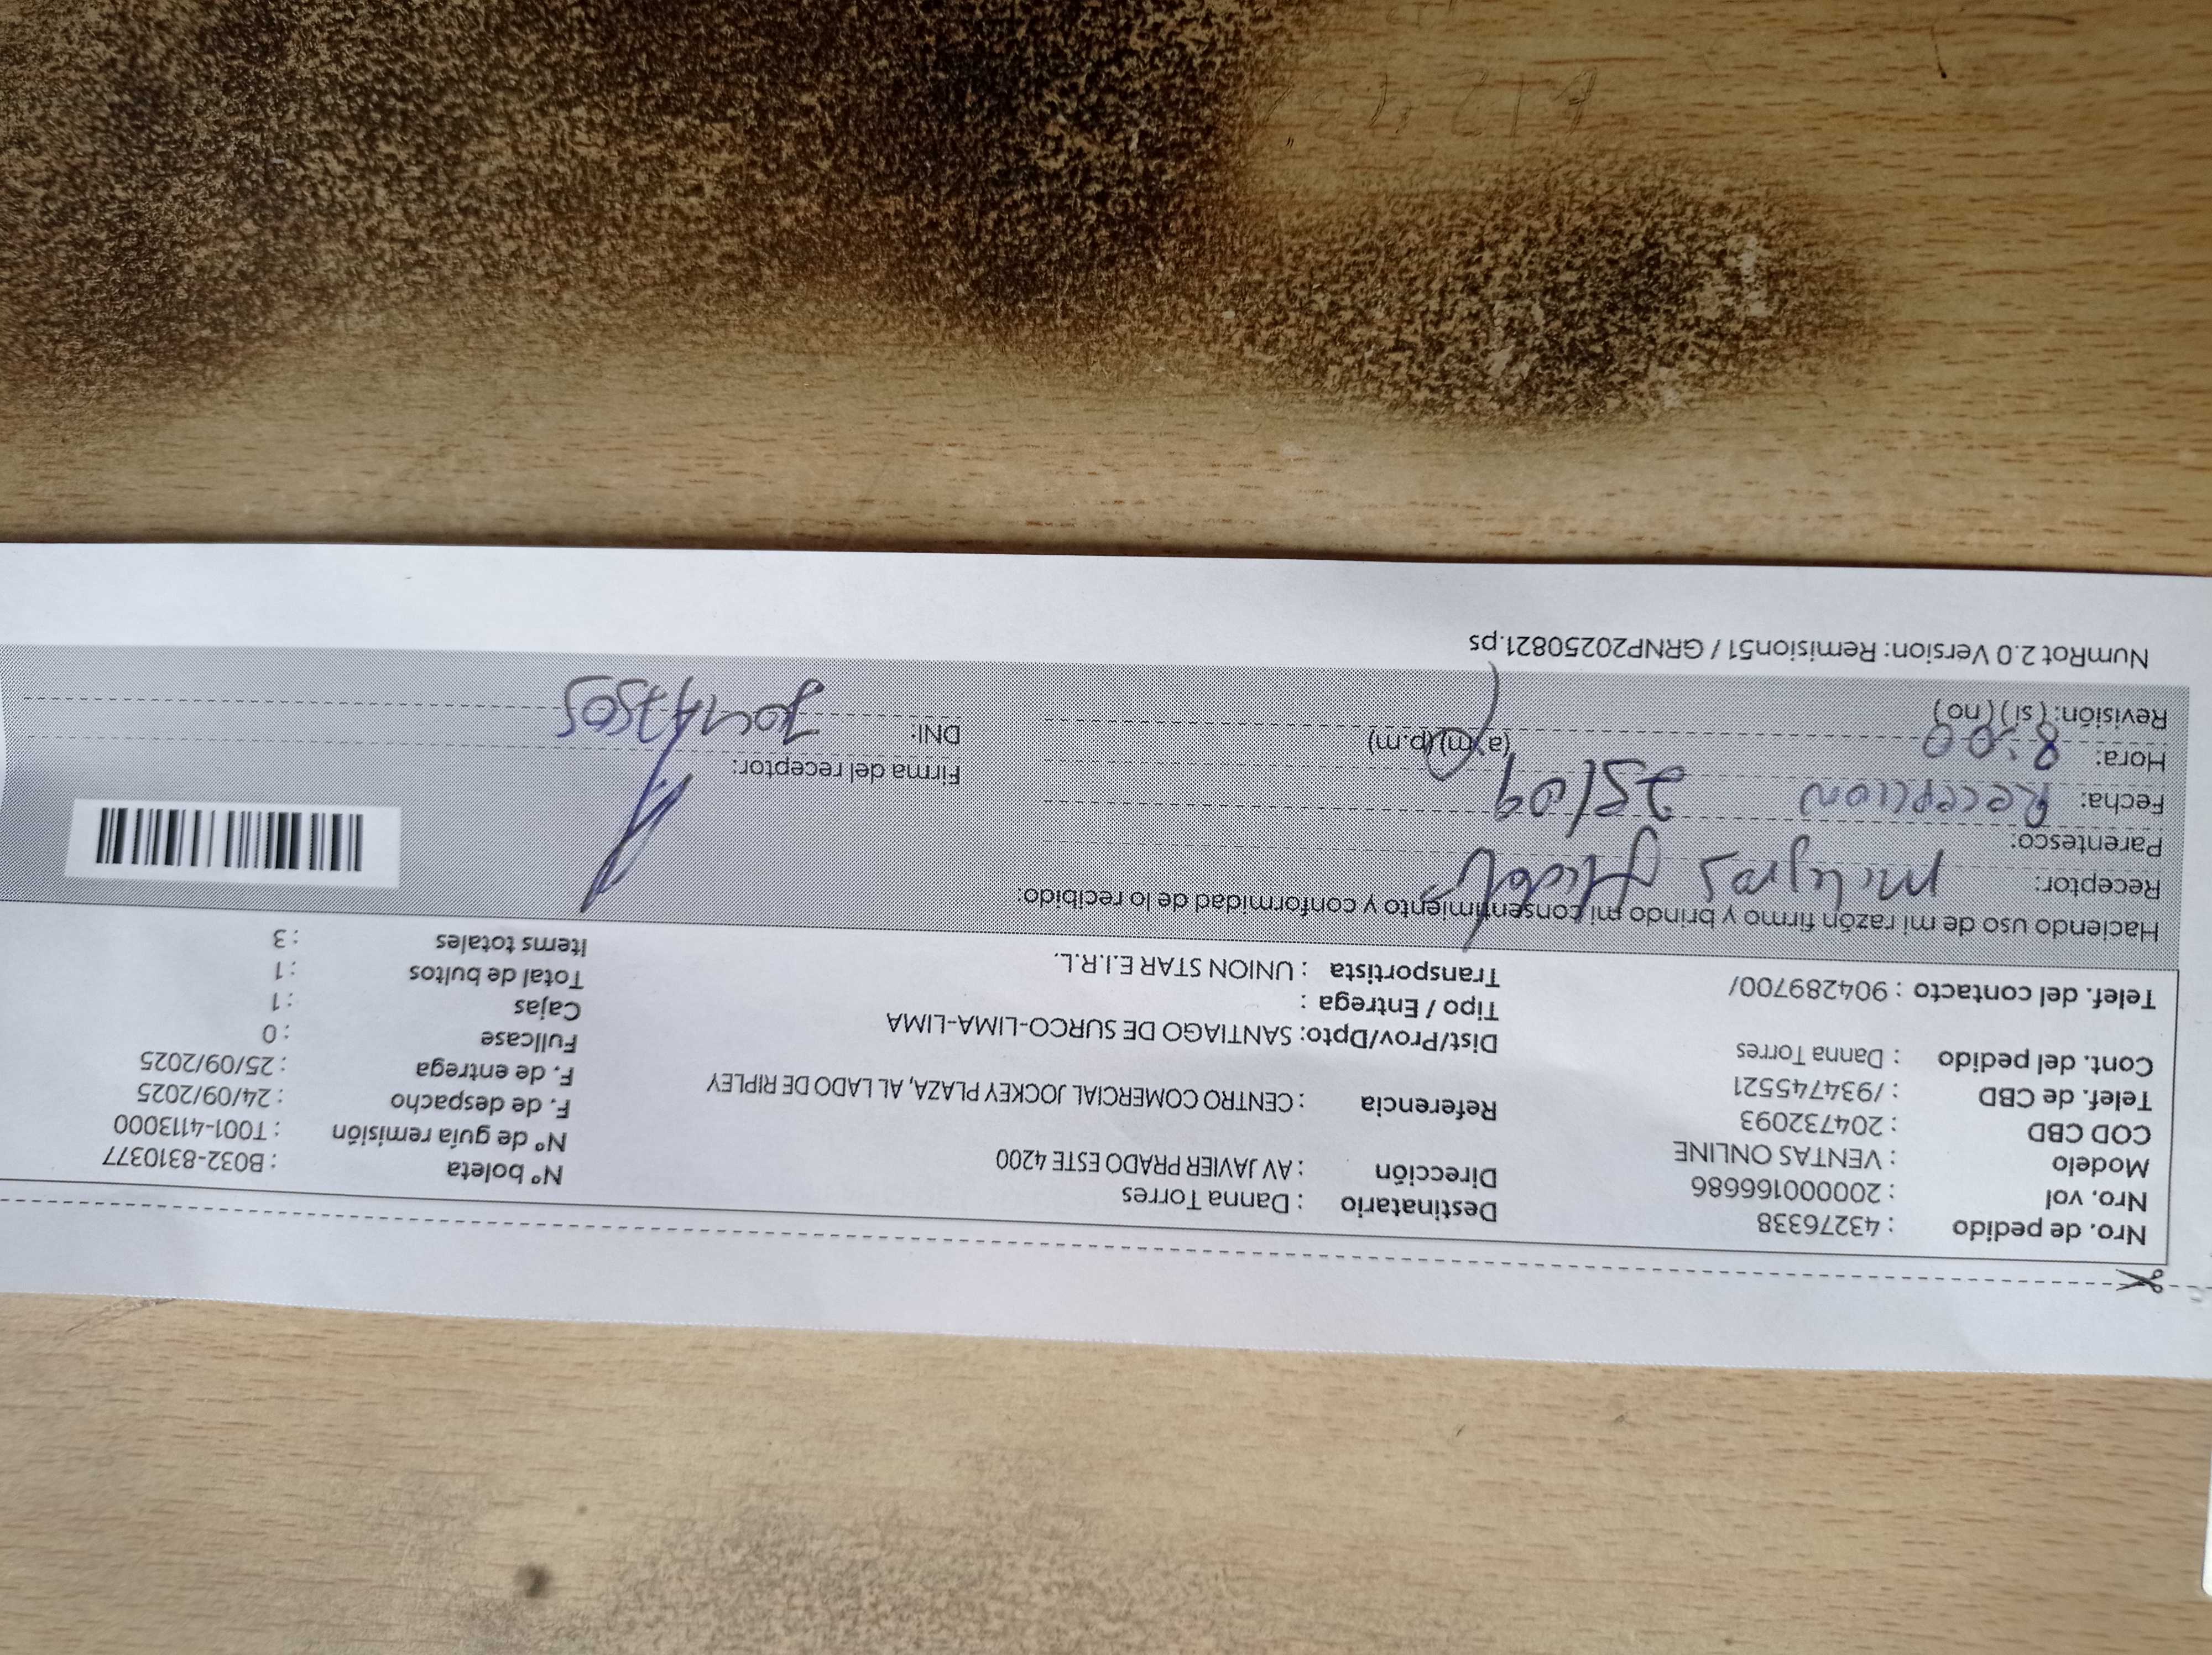 Nro. de pedido : 43276338
Nro. vol : 200000166686
Modelo : VENTAS ONLINE
COD CBD : 204732093
Telef. de CBD : /934745521
Cont. del pedido : Danna Torres
Telef. del contacto : 904289700/
Destinatario : Danna Torres
Dirección : AV JAVIER PRADO ESTE 4200
Referencia : CENTRO COMERCIAL JOCKEY PLAZA, AL LADO DE RIPLEY
Dist/Prov/Dpto: SANTIAGO DE SURCO-LIMA-LIMA
Tipo / Entrega :
Transportista : UNION STAR E.I.R.L.
N° boleta : B032-8310377
N° de guía remisión : T001-4113000
F. de despacho : 24/09/2025
F. de entrega : 25/09/2025
Fullcase : 0
Cajas : 1
Total de bultos : 1
Items totales : 3
Haciendo uso de mi razón firmo y brindo mi consentimiento y conformidad de lo recibido:
Receptor: Milagros
Parentesco:
Fecha: Recepcion 25/09
Hora: 8:00 (a.m) (p.m)
Revisión: (si) (no)
Firma del receptor:
DNI:
NumRot 2.0 Version: Remision51 / GRNP20250821.ps